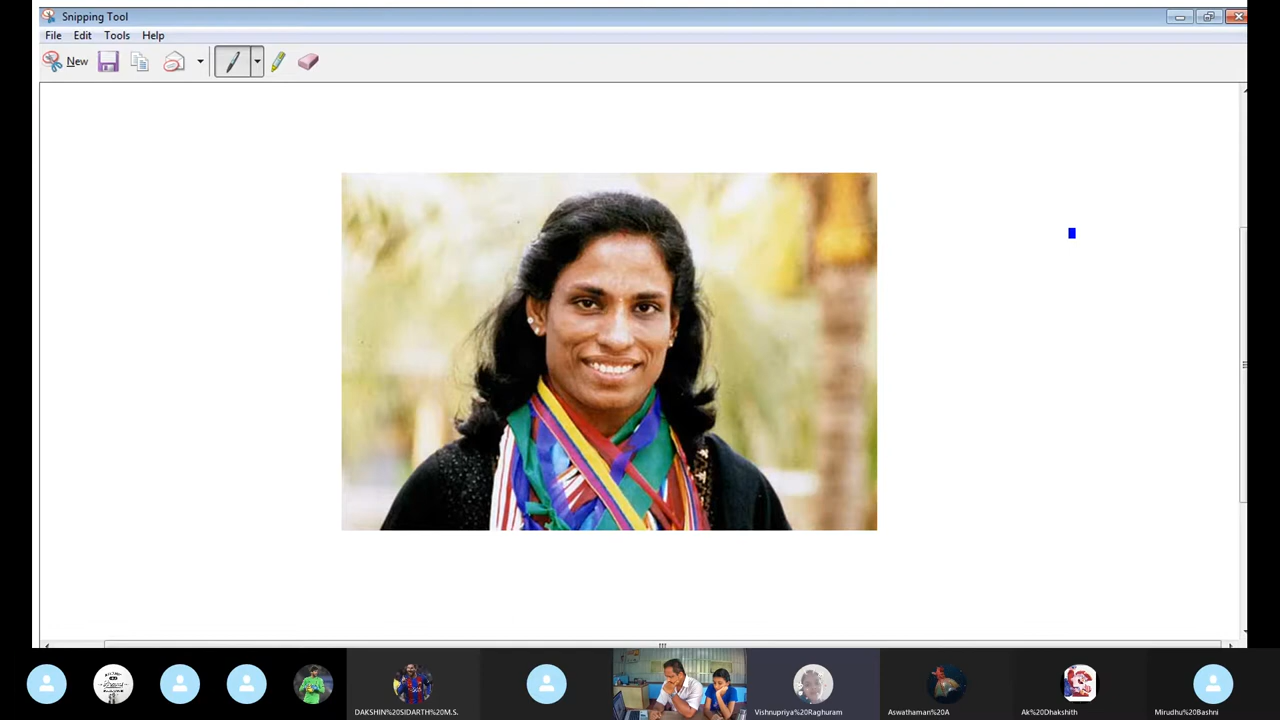 Snipping Tool
File Edit Tools Help
New
DAKSHIN%20SIDARTH%20M.S.
Vishnupriya%20Raghuram
Aswathaman%20A
Ak%20Dhakshith
Mirudhu%20Bashni